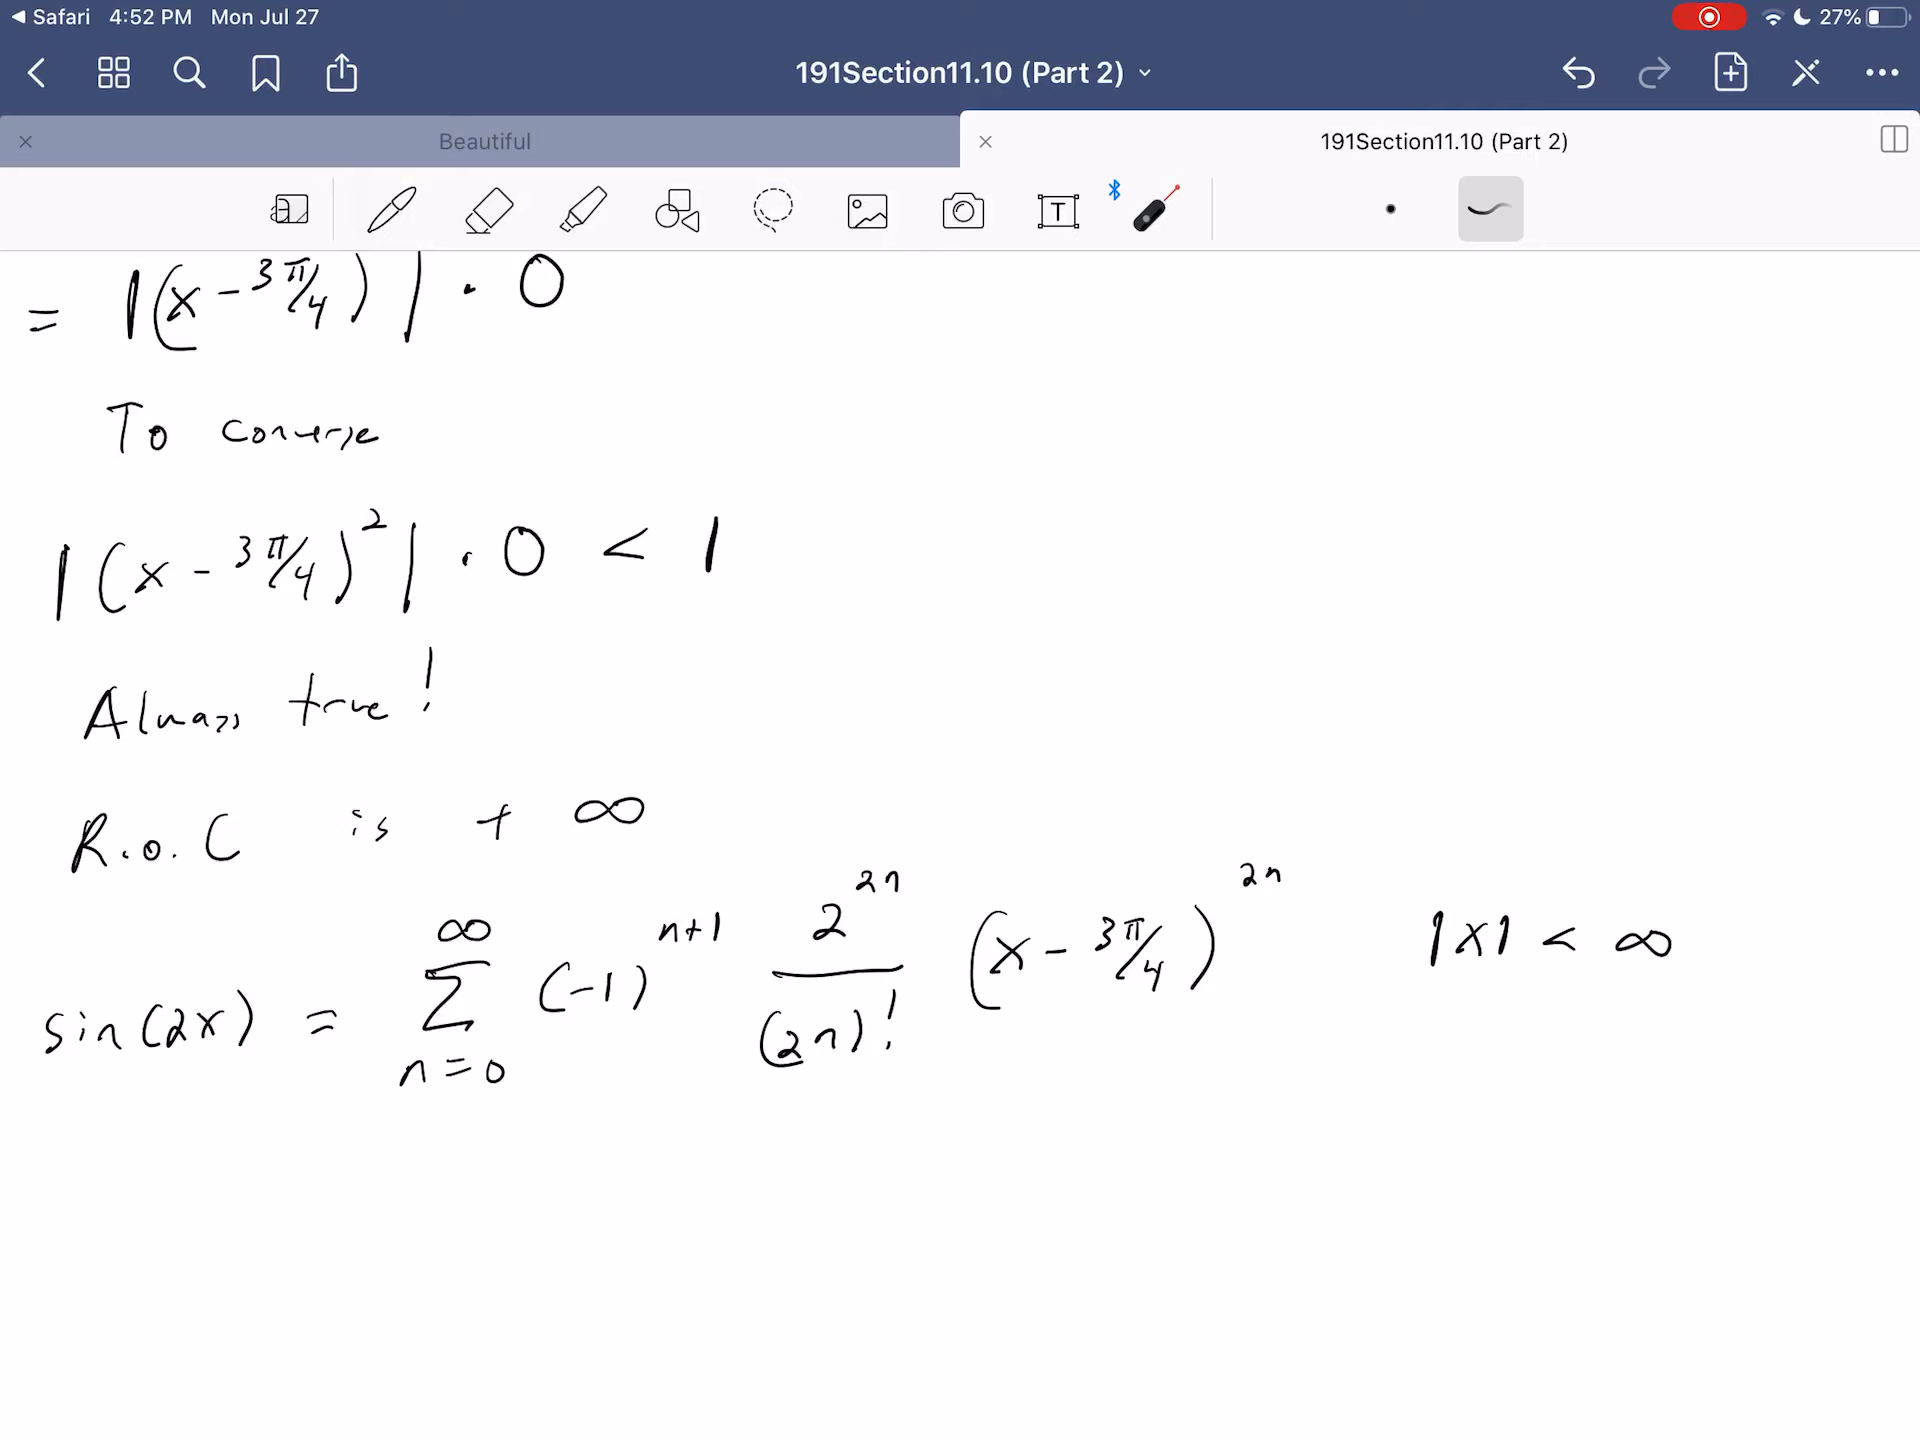 Safari 4:52 PM Mon Jul 27 27%
191Section11.10 (Part 2)
Beautiful 191Section11.10 (Part 2)
= |(x - 3π/4)| · 0
To converge
|(x - 3π/4)²| · 0 < 1
Always true!
R.o.C is + ∞
sin(2x) = ∑_{n=0}^{∞} (-1)^{n+1} \frac{2^{2n}}{(2n)!} (x - 3π/4)^{2n} |x| < ∞